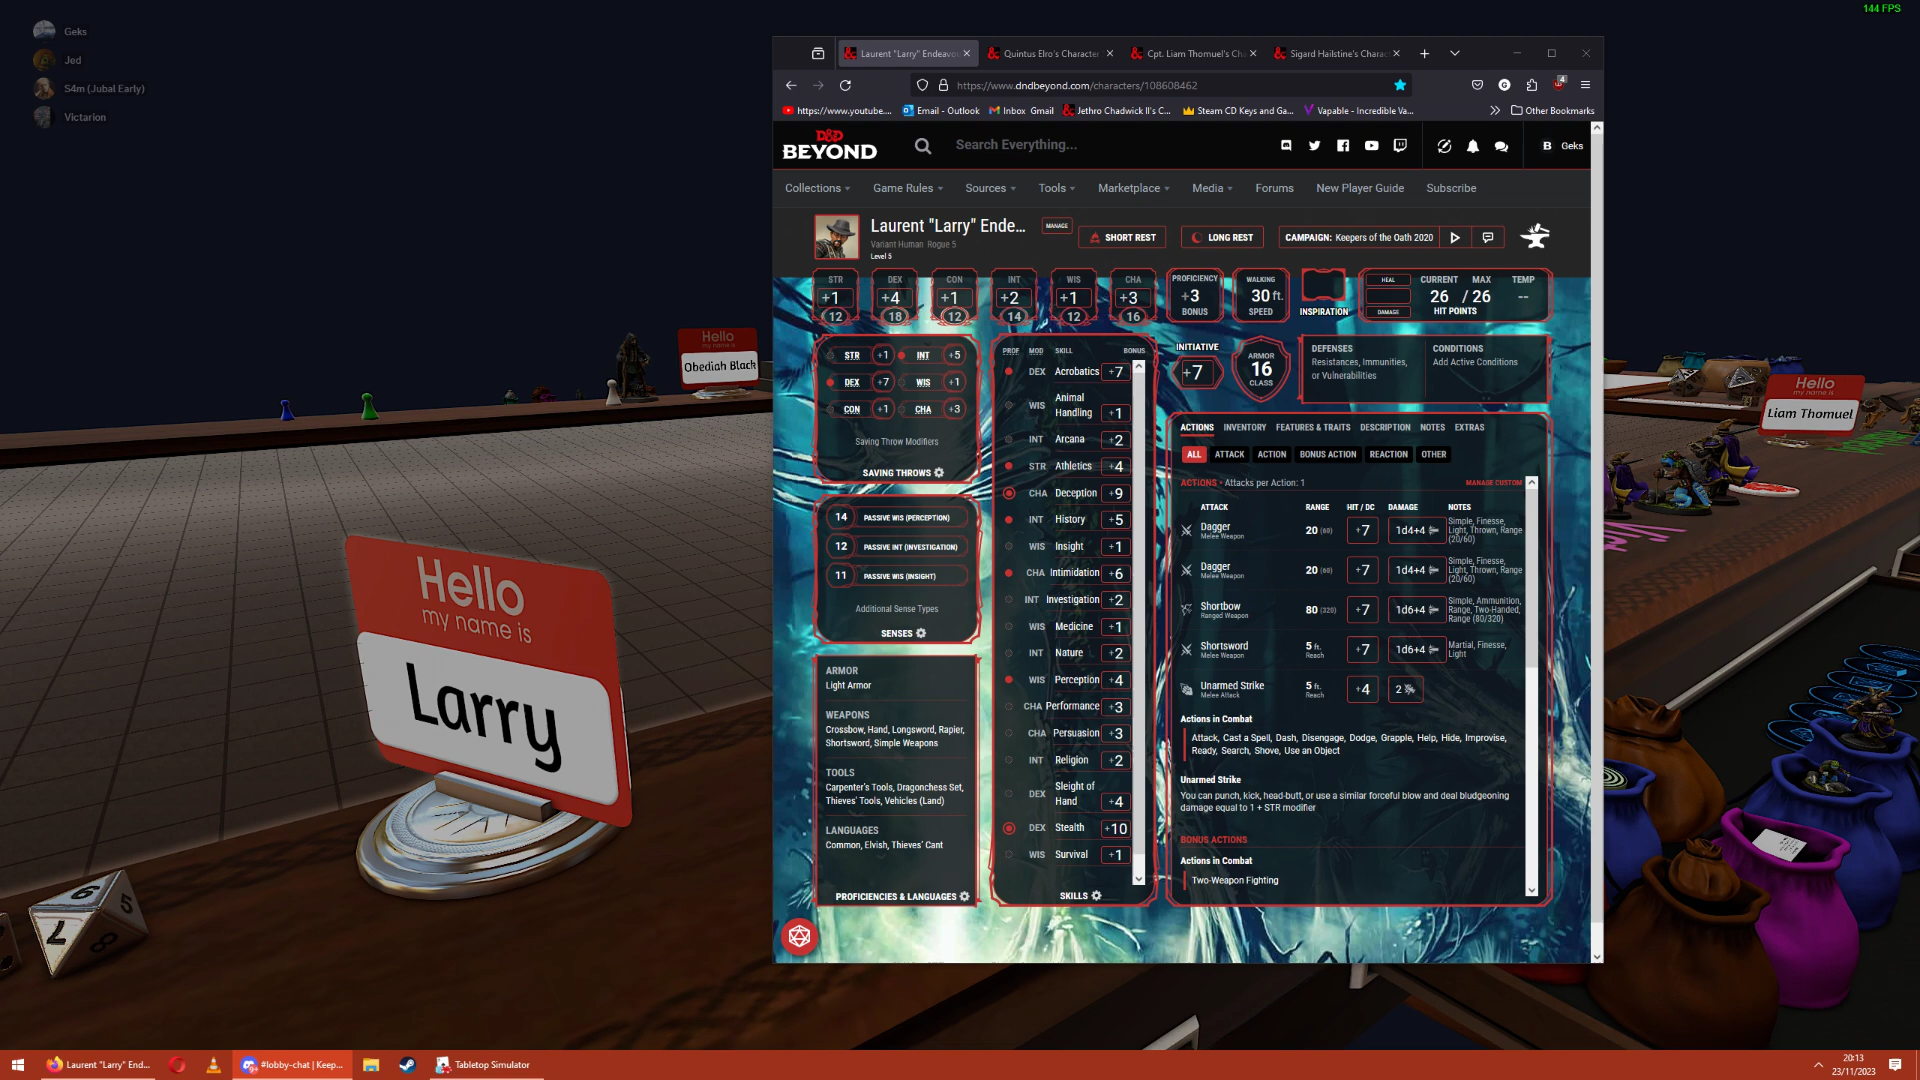 144 FPS
Geks
Jed
S4m (Jubal Early)
Victarion
Laurent "Larry" Endeavo
Quintus Elro's Character
Cpt. Liam Thomuel's Ch
Sigard Hailstine's Charac
https://www.dndbeyond.com/characters/108608462
4
https://www.youtube....
Email - Outlook
Inbox Gmail
Jethro Chadwick II's C...
Steam CD Keys and Ga...
Vapable - Incredible Va...
Other Bookmarks
D&D
BEYOND
Search Everything...
B Geks
Collections
Game Rules
Sources
Tools
Marketplace
Media
Forums
New Player Guide
Subscribe
Laurent "Larry" Ende...
MANAGE
Variant Human Rogue 5
Level 5
SHORT REST
LONG REST
CAMPAIGN: Keepers of the Oath 2020
STR +1 12
DEX +4 18
CON +1 12
INT +2 14
WIS +1 12
CHA +3 16
PROFICIENCY +3 BONUS
WALKING 30 ft. SPEED
INSPIRATION
HEAL
DAMAGE
CURRENT MAX TEMP
26 / 26 --
HIT POINTS
STR +1 INT +5
DEX +7 WIS +1
CON +1 CHA +3
Saving Throw Modifiers
SAVING THROWS
14 PASSIVE WIS (PERCEPTION)
12 PASSIVE INT (INVESTIGATION)
11 PASSIVE WIS (INSIGHT)
Additional Sense Types
SENSES
ARMOR
Light Armor
WEAPONS
Crossbow, Hand, Longsword, Rapier,
Shortsword, Simple Weapons
TOOLS
Carpenter's Tools, Dragonchess Set,
Thieves' Tools, Vehicles (Land)
LANGUAGES
Common, Elvish, Thieves' Cant
PROFICIENCIES & LANGUAGES
PROF MOD SKILL BONUS
DEX Acrobatics +7
WIS Animal Handling +1
INT Arcana +2
STR Athletics +4
CHA Deception +9
INT History +5
WIS Insight +1
CHA Intimidation +6
INT Investigation +2
WIS Medicine +1
INT Nature +2
WIS Perception +4
CHA Performance +3
CHA Persuasion +3
INT Religion +2
DEX Sleight of Hand +4
DEX Stealth +10
WIS Survival +1
SKILLS
INITIATIVE
+7
ARMOR
16
CLASS
DEFENSES
Resistances, Immunities,
or Vulnerabilities
CONDITIONS
Add Active Conditions
ACTIONS INVENTORY FEATURES & TRAITS DESCRIPTION NOTES EXTRAS
ALL ATTACK ACTION BONUS ACTION REACTION OTHER
ACTIONS • Attacks per Action: 1
MANAGE CUSTOM
ATTACK RANGE HIT / DC DAMAGE NOTES
Dagger
Melee Weapon
20 (60) +7 1d4+4
Simple, Finesse,
Light, Thrown, Range
(20/60)
Dagger
Melee Weapon
20 (60) +7 1d4+4
Simple, Finesse,
Light, Thrown, Range
(20/60)
Shortbow
Ranged Weapon
80 (320) +7 1d6+4
Simple, Ammunition,
Range, Two-Handed,
Range (80/320)
Shortsword
Melee Weapon
5 ft.
Reach
+7 1d6+4
Martial, Finesse,
Light
Unarmed Strike
Melee Attack
5 ft.
Reach
+4 2
Actions in Combat
Attack, Cast a Spell, Dash, Disengage, Dodge, Grapple, Help, Hide, Improvise,
Ready, Search, Shove, Use an Object
Unarmed Strike
You can punch, kick, head-butt, or use a similar forceful blow and deal bludgeoning
damage equal to 1 + STR modifier
BONUS ACTIONS
Actions in Combat
Two-Weapon Fighting
Hello
my name is
Obediah Black
Hello
my name is
Liam Thomuel
Hello
my name is
Larry
6
5
7
8
Laurent "Larry" End...
#lobby-chat | Keep...
Tabletop Simulator
20:13
23/11/2023